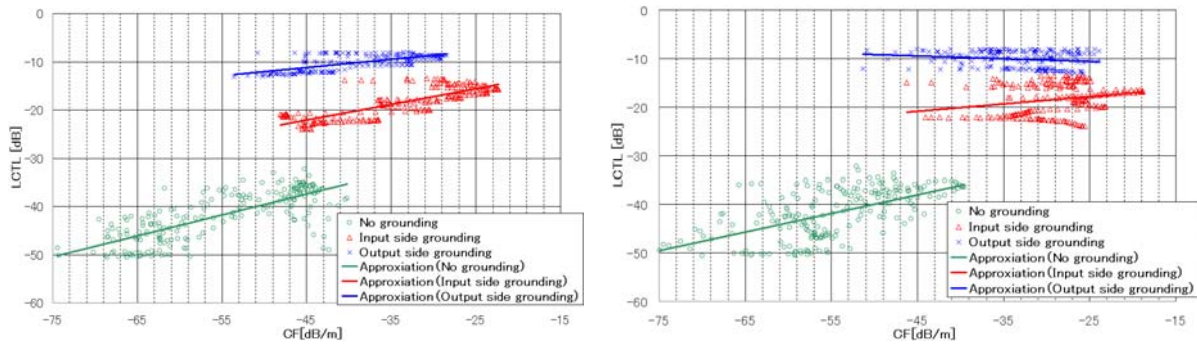 0
-10
-20
-30
-40
-50
-60
LCTL [dB]
-75
-65
-55
-45
-35
-25
-15
CF[dB/m]
No grounding
Input side grounding
Output side grounding
Approxiation(No grounding)
Approxiation(Input side grounding)
Approxiation(Output side grounding)
0
-10
-20
-30
-40
-50
-60
LCTL [dB]
-75
-65
-55
-45
-35
-25
-15
CF[dB/m]
No grounding
Input side grounding
Output side grounding
Approxiation(No grounding)
Approxiation(Input side grounding)
Approxiation(Output side grounding)